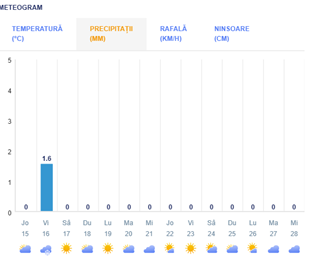 METEOGRAM
TEMPERATURĂ PRECIPITAȚII RAFALĂ NINSOARE
(°C) (MM) (KM/H) (CM)
5
4
3
2
1
0
1.6
0 0 0 0 0 0 0 0 0 0 0 0 0
Jo Vi Sâ Du Lu Ma Mi Jo Vi Sâ Du Lu Ma Mi
15 16 17 18 19 20 21 22 23 24 25 26 27 28